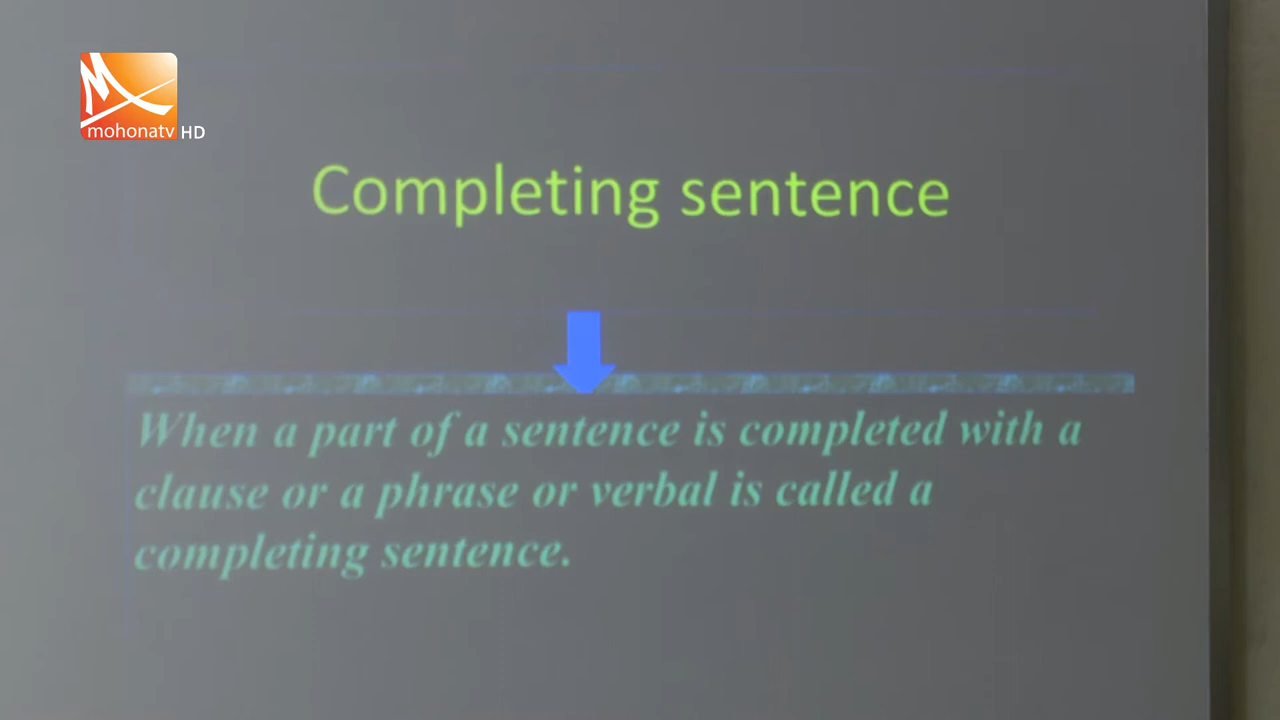 mohonatv HD
Completing sentence
When a part of a sentence is completed with a
clause or a phrase or verbal is called a
completing sentence.